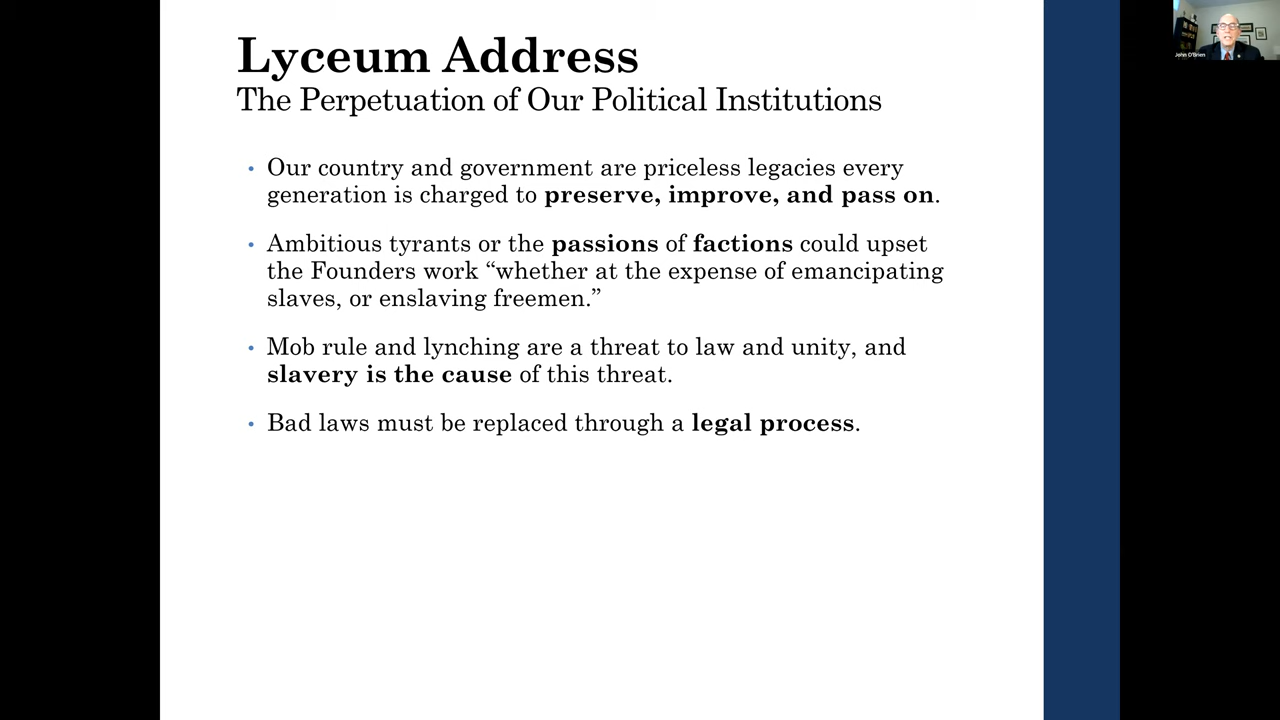 Lyceum Address
The Perpetuation of Our Political Institutions
• Our country and government are priceless legacies every
generation is charged to preserve, improve, and pass on.
• Ambitious tyrants or the passions of factions could upset
the Founders work “whether at the expense of emancipating
slaves, or enslaving freemen.”
• Mob rule and lynching are a threat to law and unity, and
slavery is the cause of this threat.
• Bad laws must be replaced through a legal process.
John O'Brien